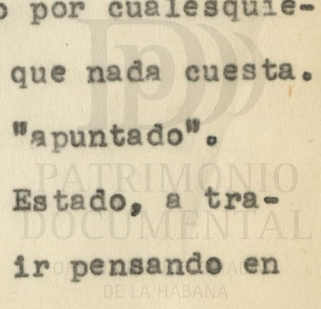 o por cualesquie-
que nada cuesta.
"apuntado".
PATRIMONIO
Estado, a tra-
DOCUMENTAL
ir pensando en
DE LA HABANA